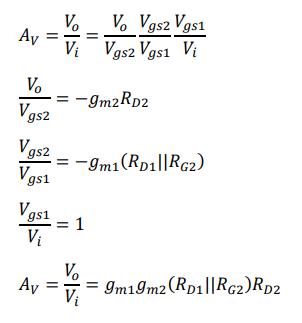 A_V = V_o/V_i = V_o/V_gs2 V_gs2/V_gs1 V_gs1/V_i
V_o/V_gs2 = −g_m2 R_D2
V_gs2/V_gs1 = −g_m1(R_D1||R_G2)
V_gs1/V_i = 1
A_V = V_o/V_i = g_m1 g_m2(R_D1||R_G2)R_D2